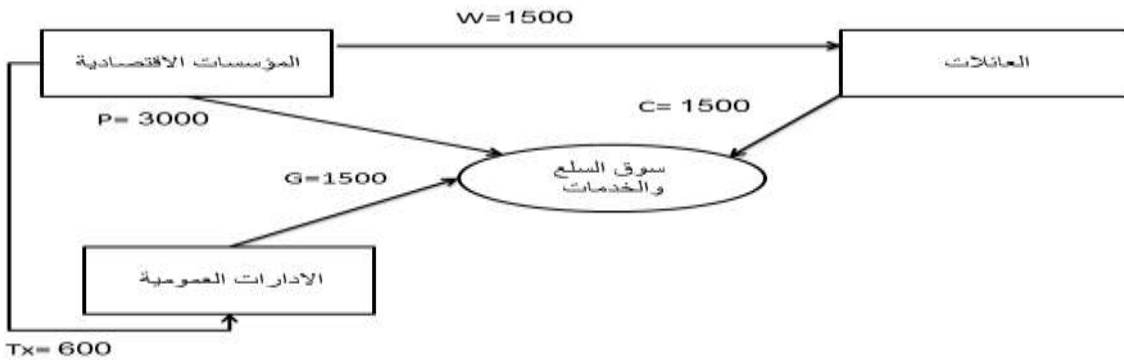 W=1500
المؤسسات الاقتصادية
العائلات
P= 3000
C= 1500
سوق السلع
والخدمات
G=1500
الادارات العمومية
Tx= 600